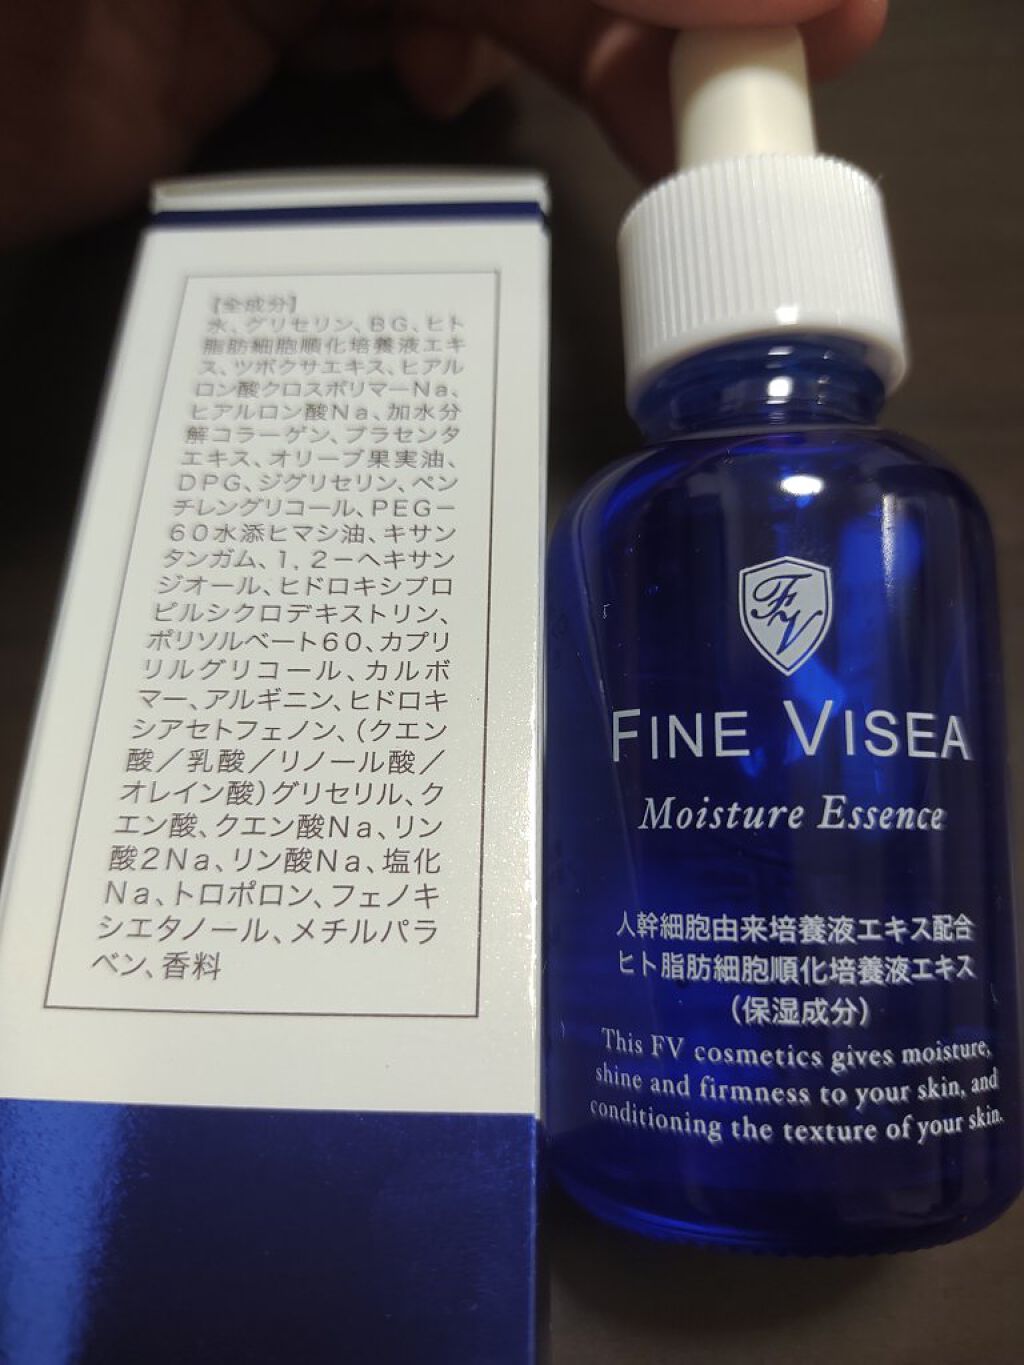 【全成分】
水、グリセリン、BG、ヒト
脂肪細胞順化培養液エキ
ス、ツボクサエキス、ヒアル
ロン酸クロスポリマーNa、
ヒアルロン酸Na、加水分
解コラーゲン、プラセンタ
エキス、オリーブ果実油、
DPG、ジグリセリン、ペン
チレングリコール、PEG－
60水添ヒマシ油、キサン
タンガム、1，2－ヘキサン
ジオール、ヒドロキシプロ
ピルシクロデキストリン、
ポリソルベート60、カプリ
リルグリコール、カルボ
マー、アルギニン、ヒドロキ
シアセトフェノン、（クエン
酸／乳酸／リノール酸／
オレイン酸）グリセリル、ク
エン酸、クエン酸Na、リン
酸2Na、リン酸Na、塩化
Na、トロポロン、フェノキ
シエタノール、メチルパラ
ベン、香料
FV
FINE VISEA
Moisture Essence
人幹細胞由来培養液エキス配合
ヒト脂肪細胞順化培養液エキス
（保湿成分）
This FV cosmetics gives moisture,
shine and firmness to your skin, and
conditioning the texture of your skin.